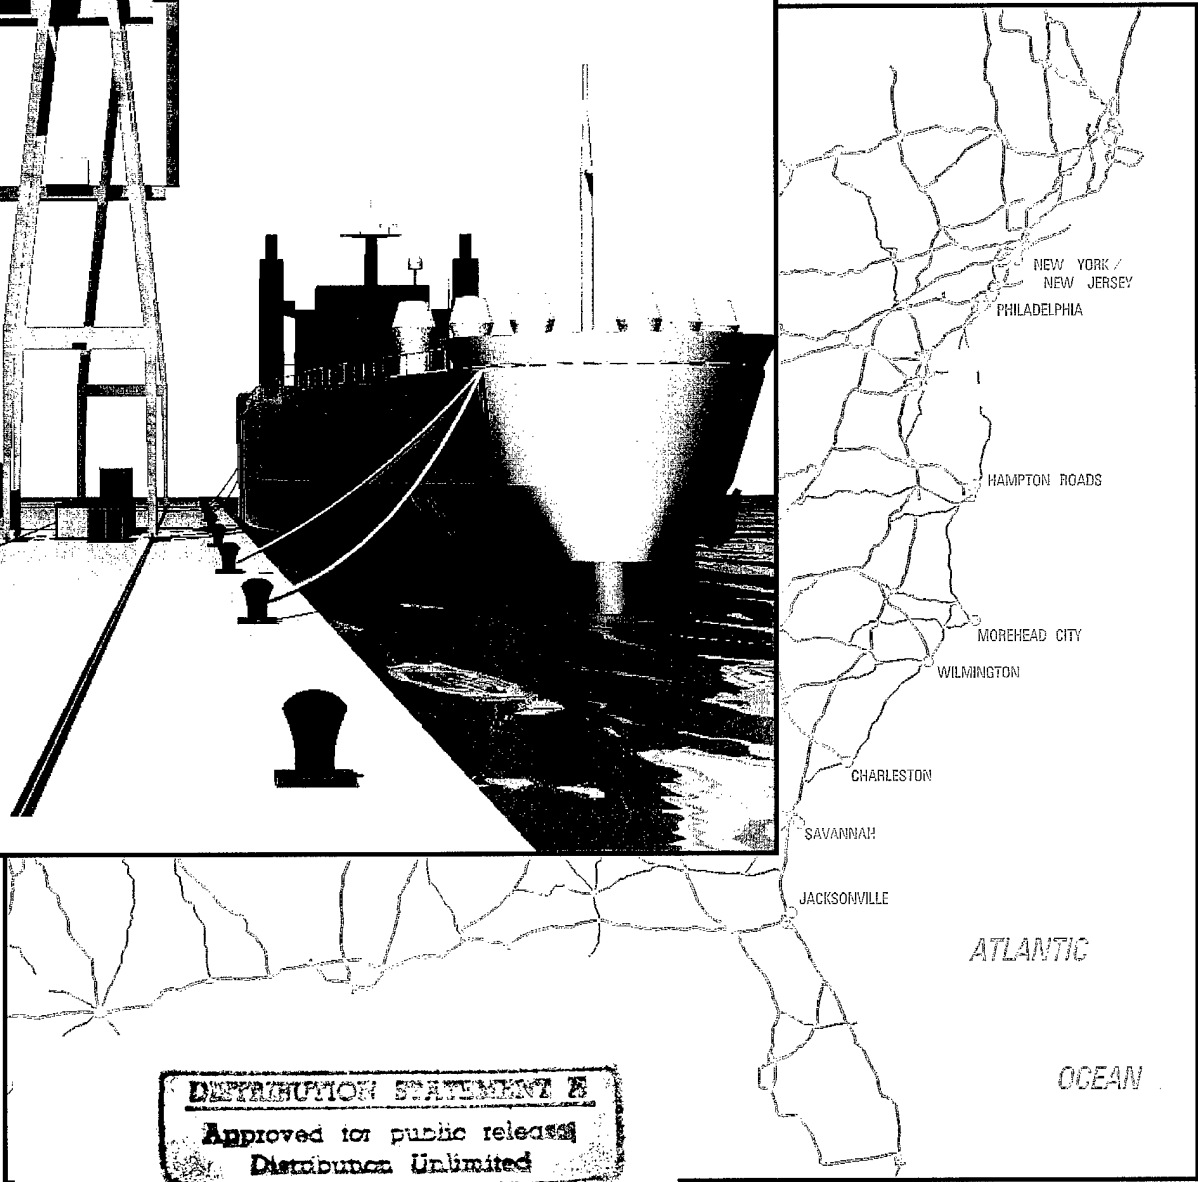 NEW YORK /
NEW JERSEY
PHILADELPHIA
HAMPTON ROADS
MOREHEAD CITY
WILMINGTON
CHARLESTON
SAVANNAH
JACKSONVILLE
ATLANTIC
OCEAN
DISTRIBUTION STATEMENT A
Approved for public release
Distribution Unlimited